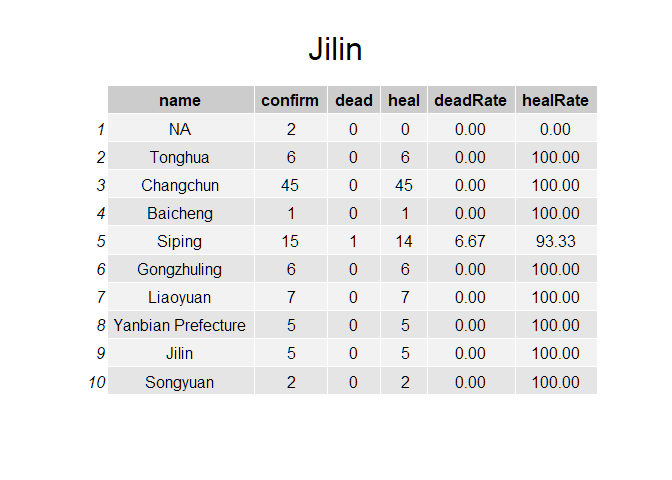 Jilin
name confirm dead heal deadRate healRate
1 NA 2 0 0 0.00 0.00
2 Tonghua 6 0 6 0.00 100.00
3 Changchun 45 0 45 0.00 100.00
4 Baicheng 1 0 1 0.00 100.00
5 Siping 15 1 14 6.67 93.33
6 Gongzhuling 6 0 6 0.00 100.00
7 Liaoyuan 7 0 7 0.00 100.00
8 Yanbian Prefecture 5 0 5 0.00 100.00
9 Jilin 5 0 5 0.00 100.00
10 Songyuan 2 0 2 0.00 100.00